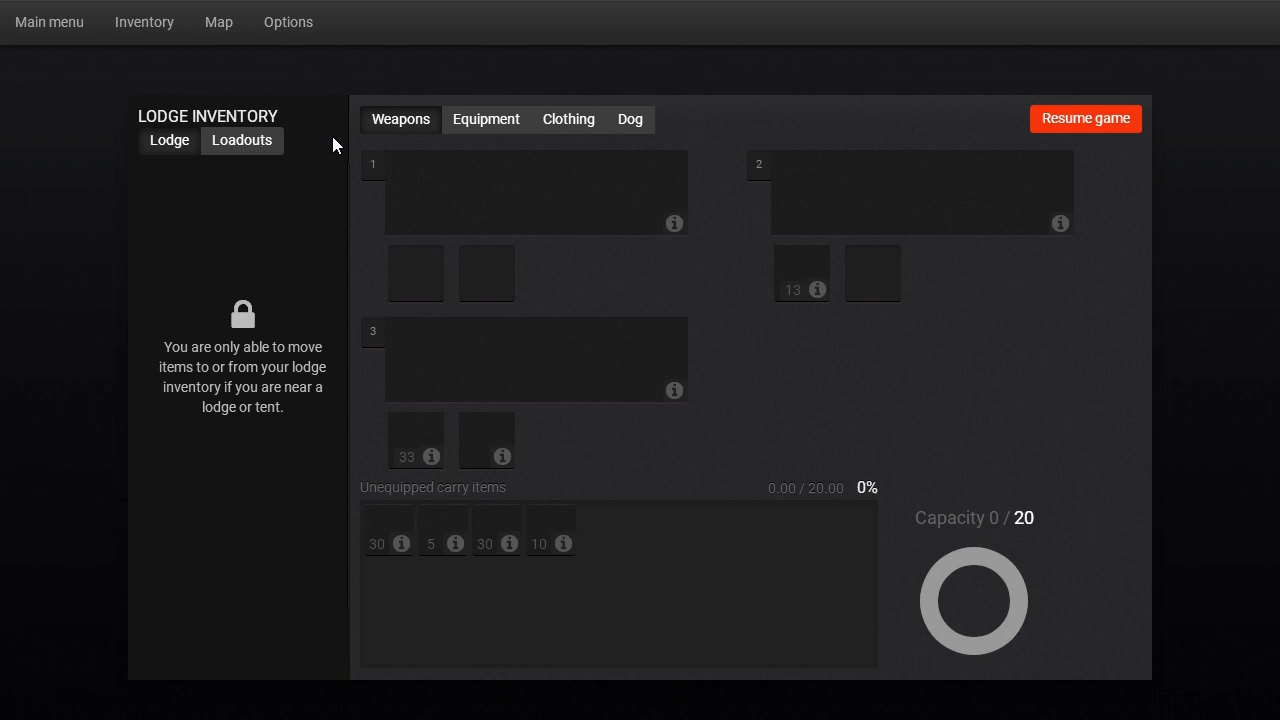 Main menu Inventory Map Options
LODGE INVENTORY
Lodge Loadouts
Weapons Equipment Clothing Dog
Resume game
1
2
13
3
You are only able to move
items to or from your lodge
inventory if you are near a
lodge or tent.
33
Unequipped carry items 0.00 / 20.00 0%
30 5 30 10
Capacity 0 / 20